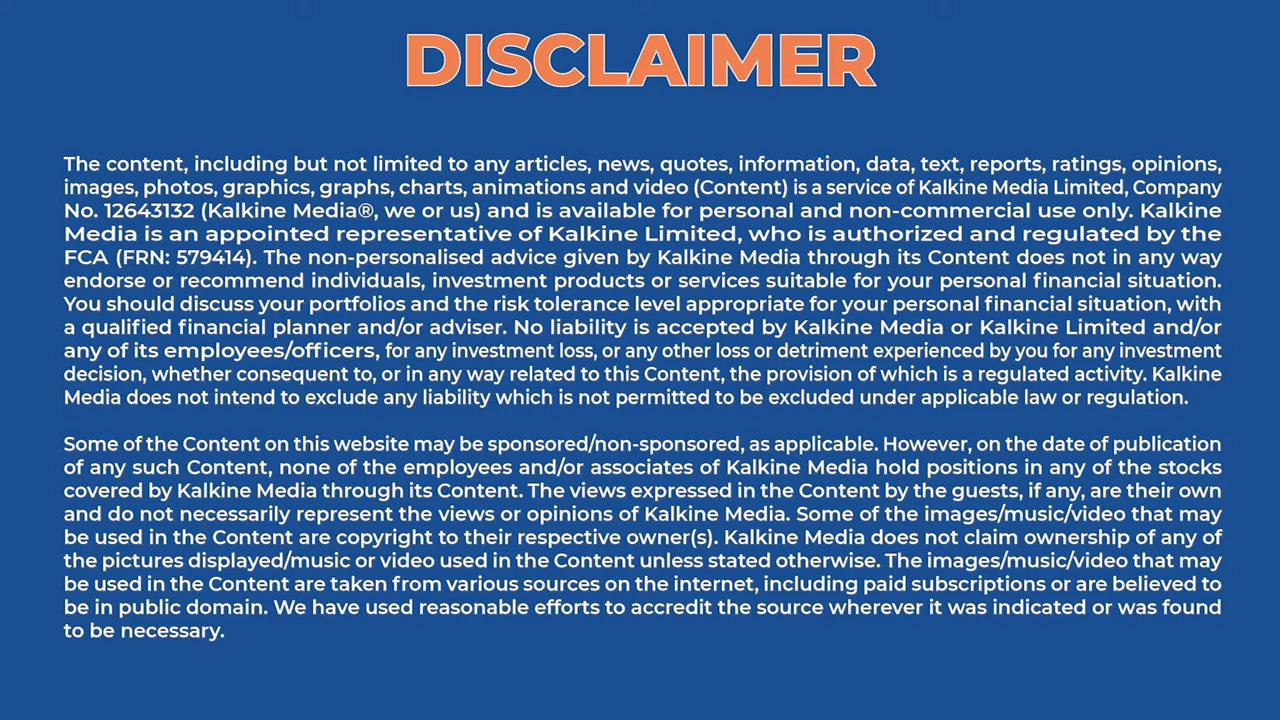 DISCLAIMER
The content, including but not limited to any articles, news, quotes, information, data, text, reports, ratings, opinions,
images, photos, graphics, graphs, charts, animations and video (Content) is a service of Kalkine Media Limited, Company
No. 12643132 (Kalkine Media®, we or us) and is available for personal and non-commercial use only. Kalkine
Media is an appointed representative of Kalkine Limited, who is authorized and regulated by the
FCA (FRN: 579414). The non-personalised advice given by Kalkine Media through its Content does not in any way
endorse or recommend individuals, investment products or services suitable for your personal financial situation.
You should discuss your portfolios and the risk tolerance level appropriate for your personal financial situation, with
a qualified financial planner and/or adviser. No liability is accepted by Kalkine Media or Kalkine Limited and/or
any of its employees/officers, for any investment loss, or any other loss or detriment experienced by you for any investment
decision, whether consequent to, or in any way related to this Content, the provision of which is a regulated activity. Kalkine
Media does not intend to exclude any liability which is not permitted to be excluded under applicable law or regulation.
Some of the Content on this website may be sponsored/non-sponsored, as applicable. However, on the date of publication
of any such Content, none of the employees and/or associates of Kalkine Media hold positions in any of the stocks
covered by Kalkine Media through its Content. The views expressed in the Content by the guests, if any, are their own
and do not necessarily represent the views or opinions of Kalkine Media. Some of the images/music/video that may
be used in the Content are copyright to their respective owner(s). Kalkine Media does not claim ownership of any of
the pictures displayed/music or video used in the Content unless stated otherwise. The images/music/video that may
be used in the Content are taken from various sources on the internet, including paid subscriptions or are believed to
be in public domain. We have used reasonable efforts to accredit the source wherever it was indicated or was found
to be necessary.